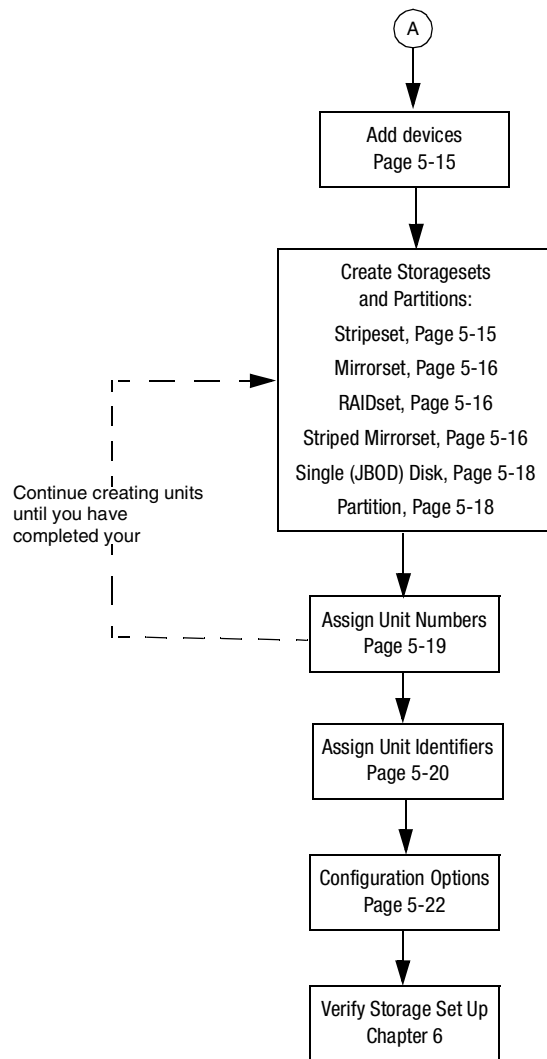 A
Add devices
Page 5-15
Create Storagesets
and Partitions:
Stripeset, Page 5-15
Mirrorset, Page 5-16
RAIDset, Page 5-16
Striped Mirrorset, Page 5-16
Single (JBOD) Disk, Page 5-18
Partition, Page 5-18
Continue creating units
until you have
completed your
Assign Unit Numbers
Page 5-19
Assign Unit Identifiers
Page 5-20
Configuration Options
Page 5-22
Verify Storage Set Up
Chapter 6